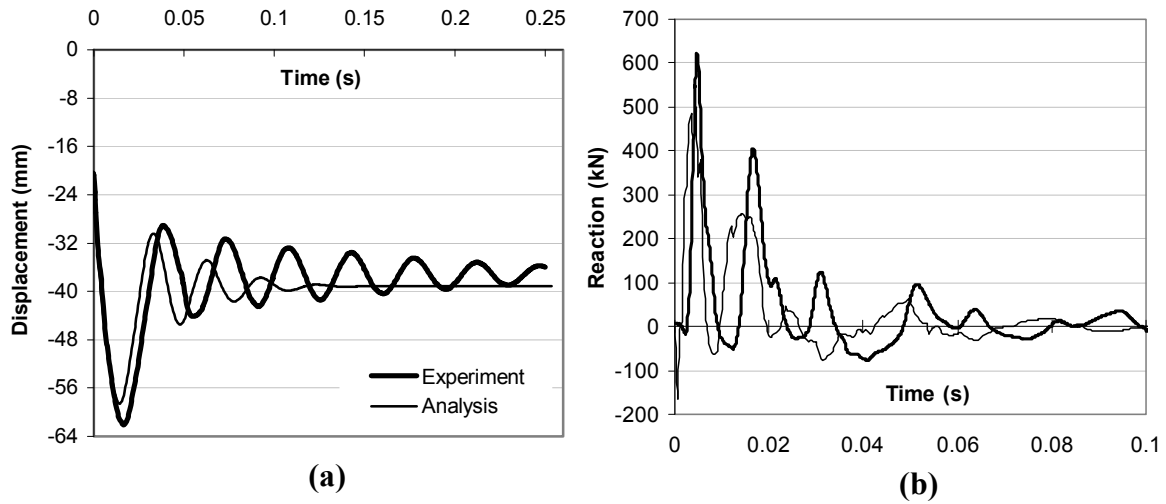 0 0.05 0.1 0.15 0.2 0.25
Time (s)
0
-8
-16
-24
-32
-40
-48
-56
-64
Displacement (mm)
Experiment
Analysis
(a)
700
600
500
400
300
200
100
0
-100
-200
Reaction (kN)
Time (s)
0 0.02 0.04 0.06 0.08 0.1
(b)